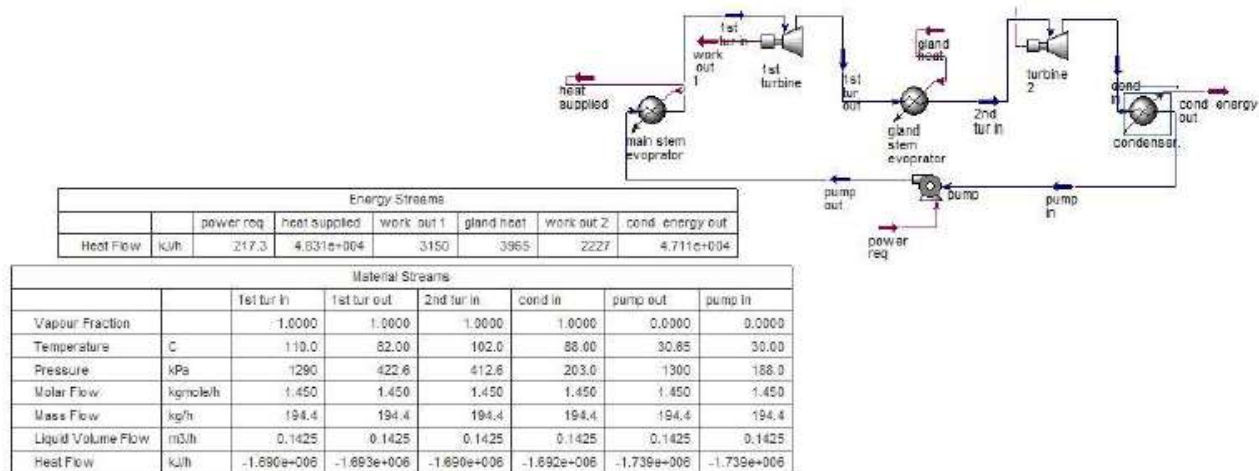 1st
tur in
work
out
1
1st
turbine
heat
supplied
main stem
evoprator
1st
tur
out
gland
heat
gland
stem
evoprator
2nd
tur in
turbine
2
cond
in
cond energy
out
condenser.
pump
out
pump
pump
in
power
req
Energy Streams
power req heat supplied work out 1 gland heat work out 2 cond energy out
Heat Flow kJ/h 217.3 4.831e+004 3150 3965 2227 4.711e+004
Material Streams
1st tur in 1st tur out 2nd tur in cond in pump out pump in
Vapour Fraction 1.0000 1.0000 1.0000 1.0000 0.0000 0.0000
Temperature C 110.0 82.00 102.0 88.00 30.65 30.00
Pressure kPa 1290 422.6 412.6 203.0 1300 188.0
Molar Flow kgmole/h 1.450 1.450 1.450 1.450 1.450 1.450
Mass Flow kg/h 194.4 194.4 194.4 194.4 194.4 194.4
Liquid Volume Flow m3/h 0.1425 0.1425 0.1425 0.1425 0.1425 0.1425
Heat Flow kJ/h -1.690e+006 -1.693e+006 -1.690e+006 -1.692e+006 -1.739e+006 -1.739e+006